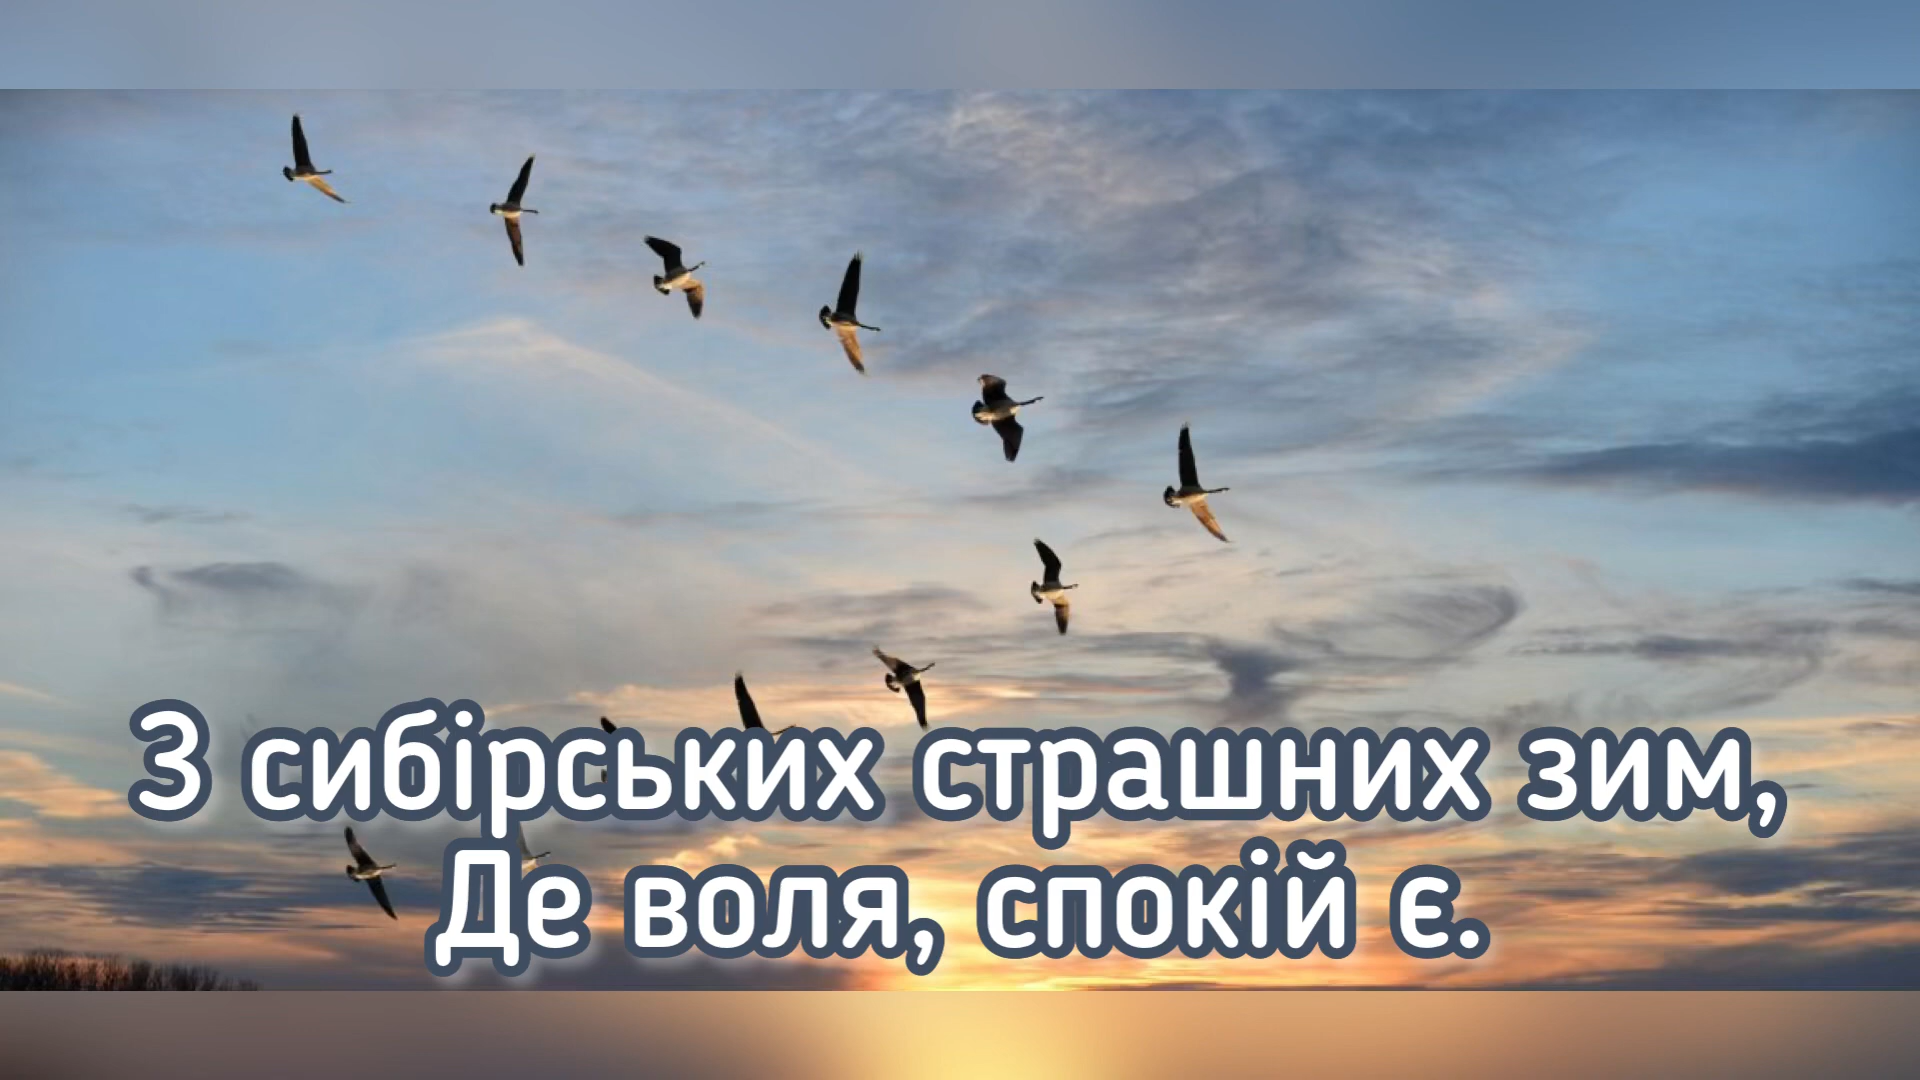 З сибірських страшних зим,
Де воля, спокій є.